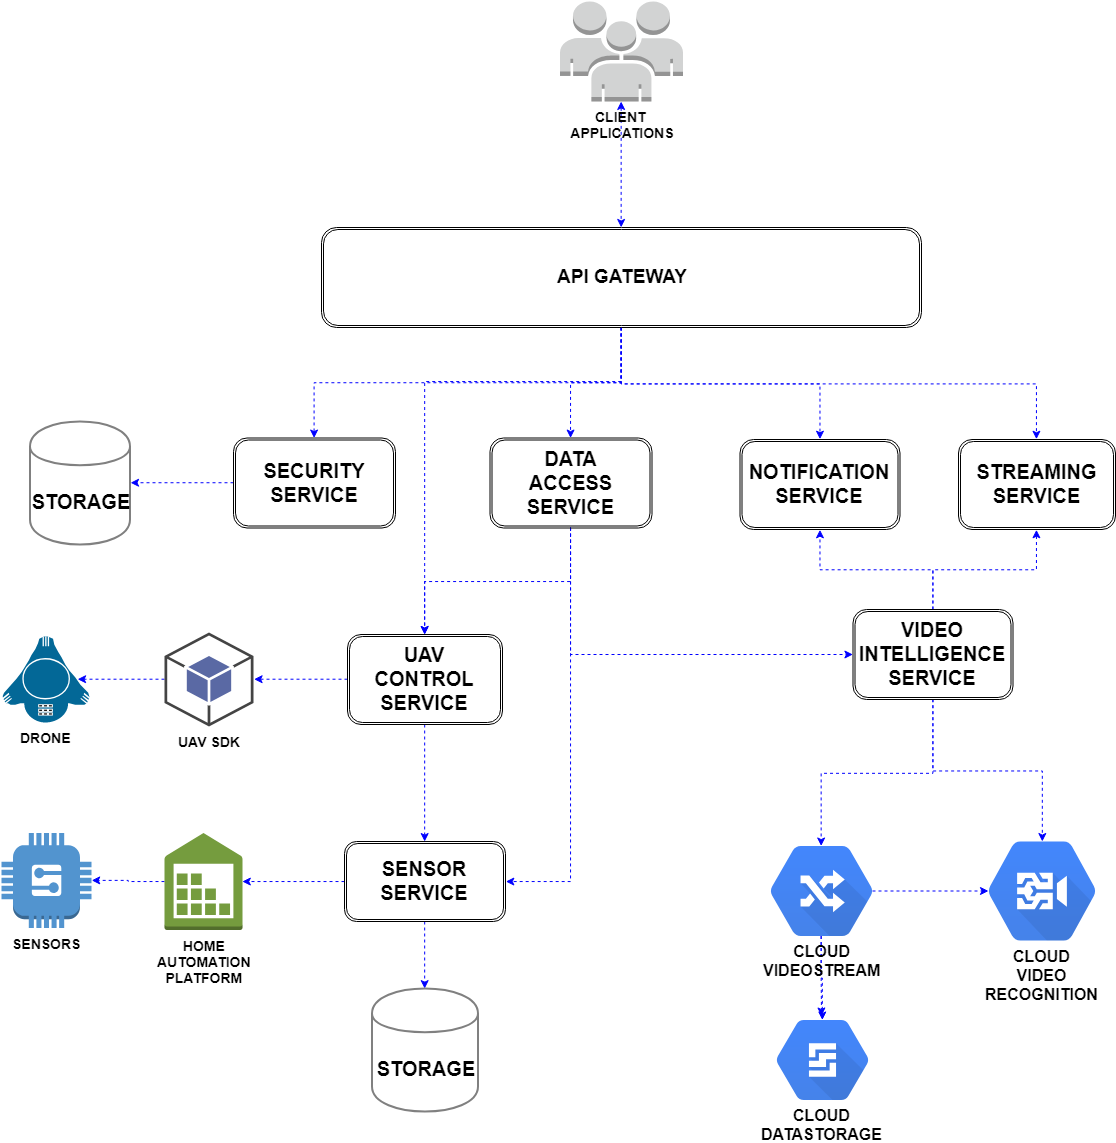 CLIENT
APPLICATIONS
API GATEWAY
STORAGE
SECURITY
SERVICE
DATA
ACCESS
SERVICE
NOTIFICATION
SERVICE
STREAMING
SERVICE
DRONE
UAV SDK
UAV
CONTROL
SERVICE
VIDEO
INTELLIGENCE
SERVICE
SENSORS
HOME
AUTOMATION
PLATFORM
SENSOR
SERVICE
CLOUD
VIDEOSTREAM
CLOUD
VIDEO
RECOGNITION
STORAGE
CLOUD
DATASTORAGE